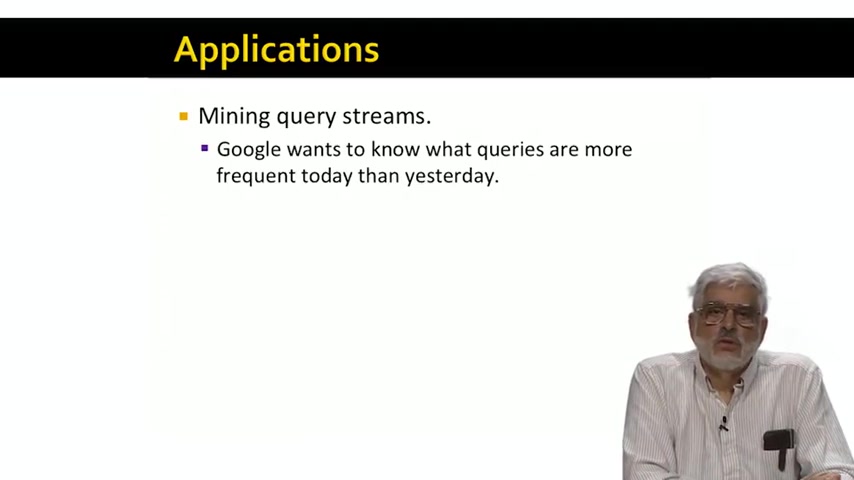 Applications
Mining query streams.
Google wants to know what queries are more
frequent today than yesterday.